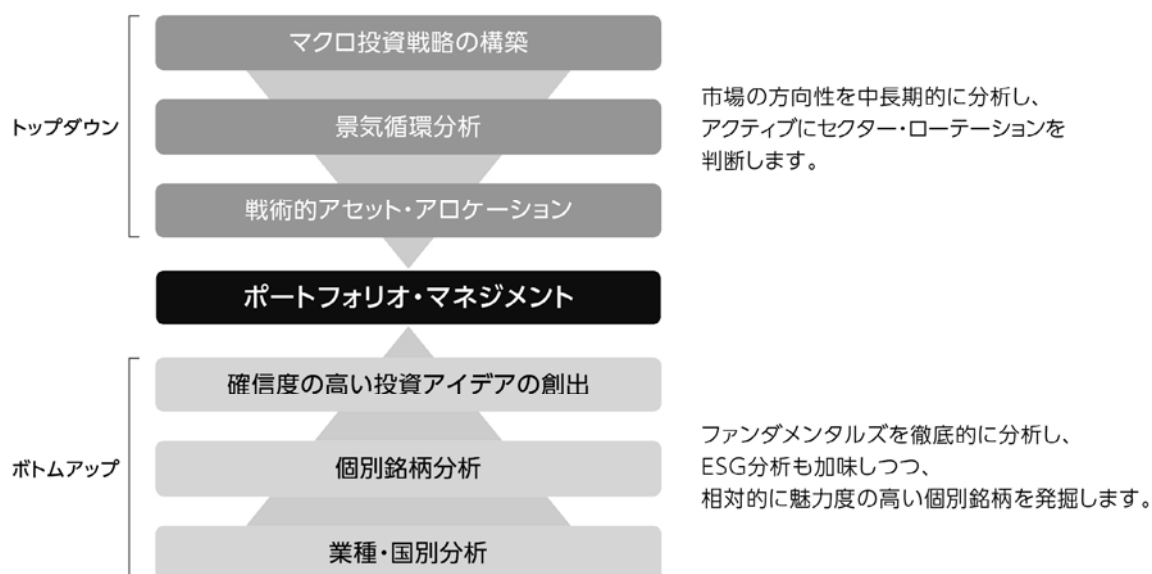 トップダウン
マクロ投資戦略の構築
景気循環分析
戦術的アセット・アロケーション
市場の方向性を中長期的に分析し、
アクティブにセクター・ローテーションを
判断します。
ポートフォリオ・マネジメント
ボトムアップ
確信度の高い投資アイデアの創出
個別銘柄分析
業種・国別分析
ファンダメンタルズを徹底的に分析し、
ESG分析も加味しつつ、
相対的に魅力度の高い個別銘柄を発掘します。